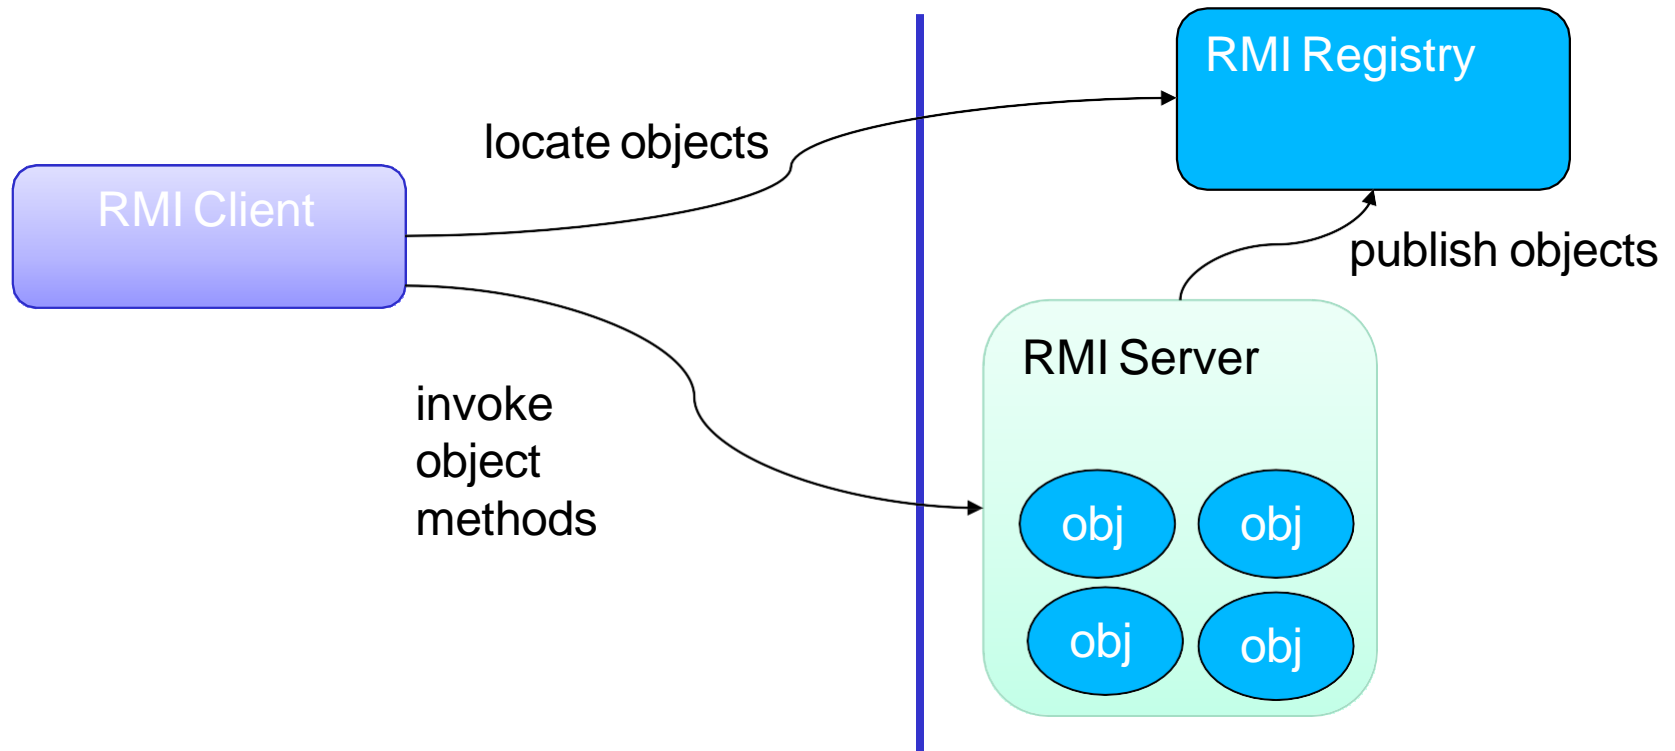 RMI Registry
locate objects
RMI Client
publish objects
RMI Server
invoke
object
methods
obj
obj
obj
obj